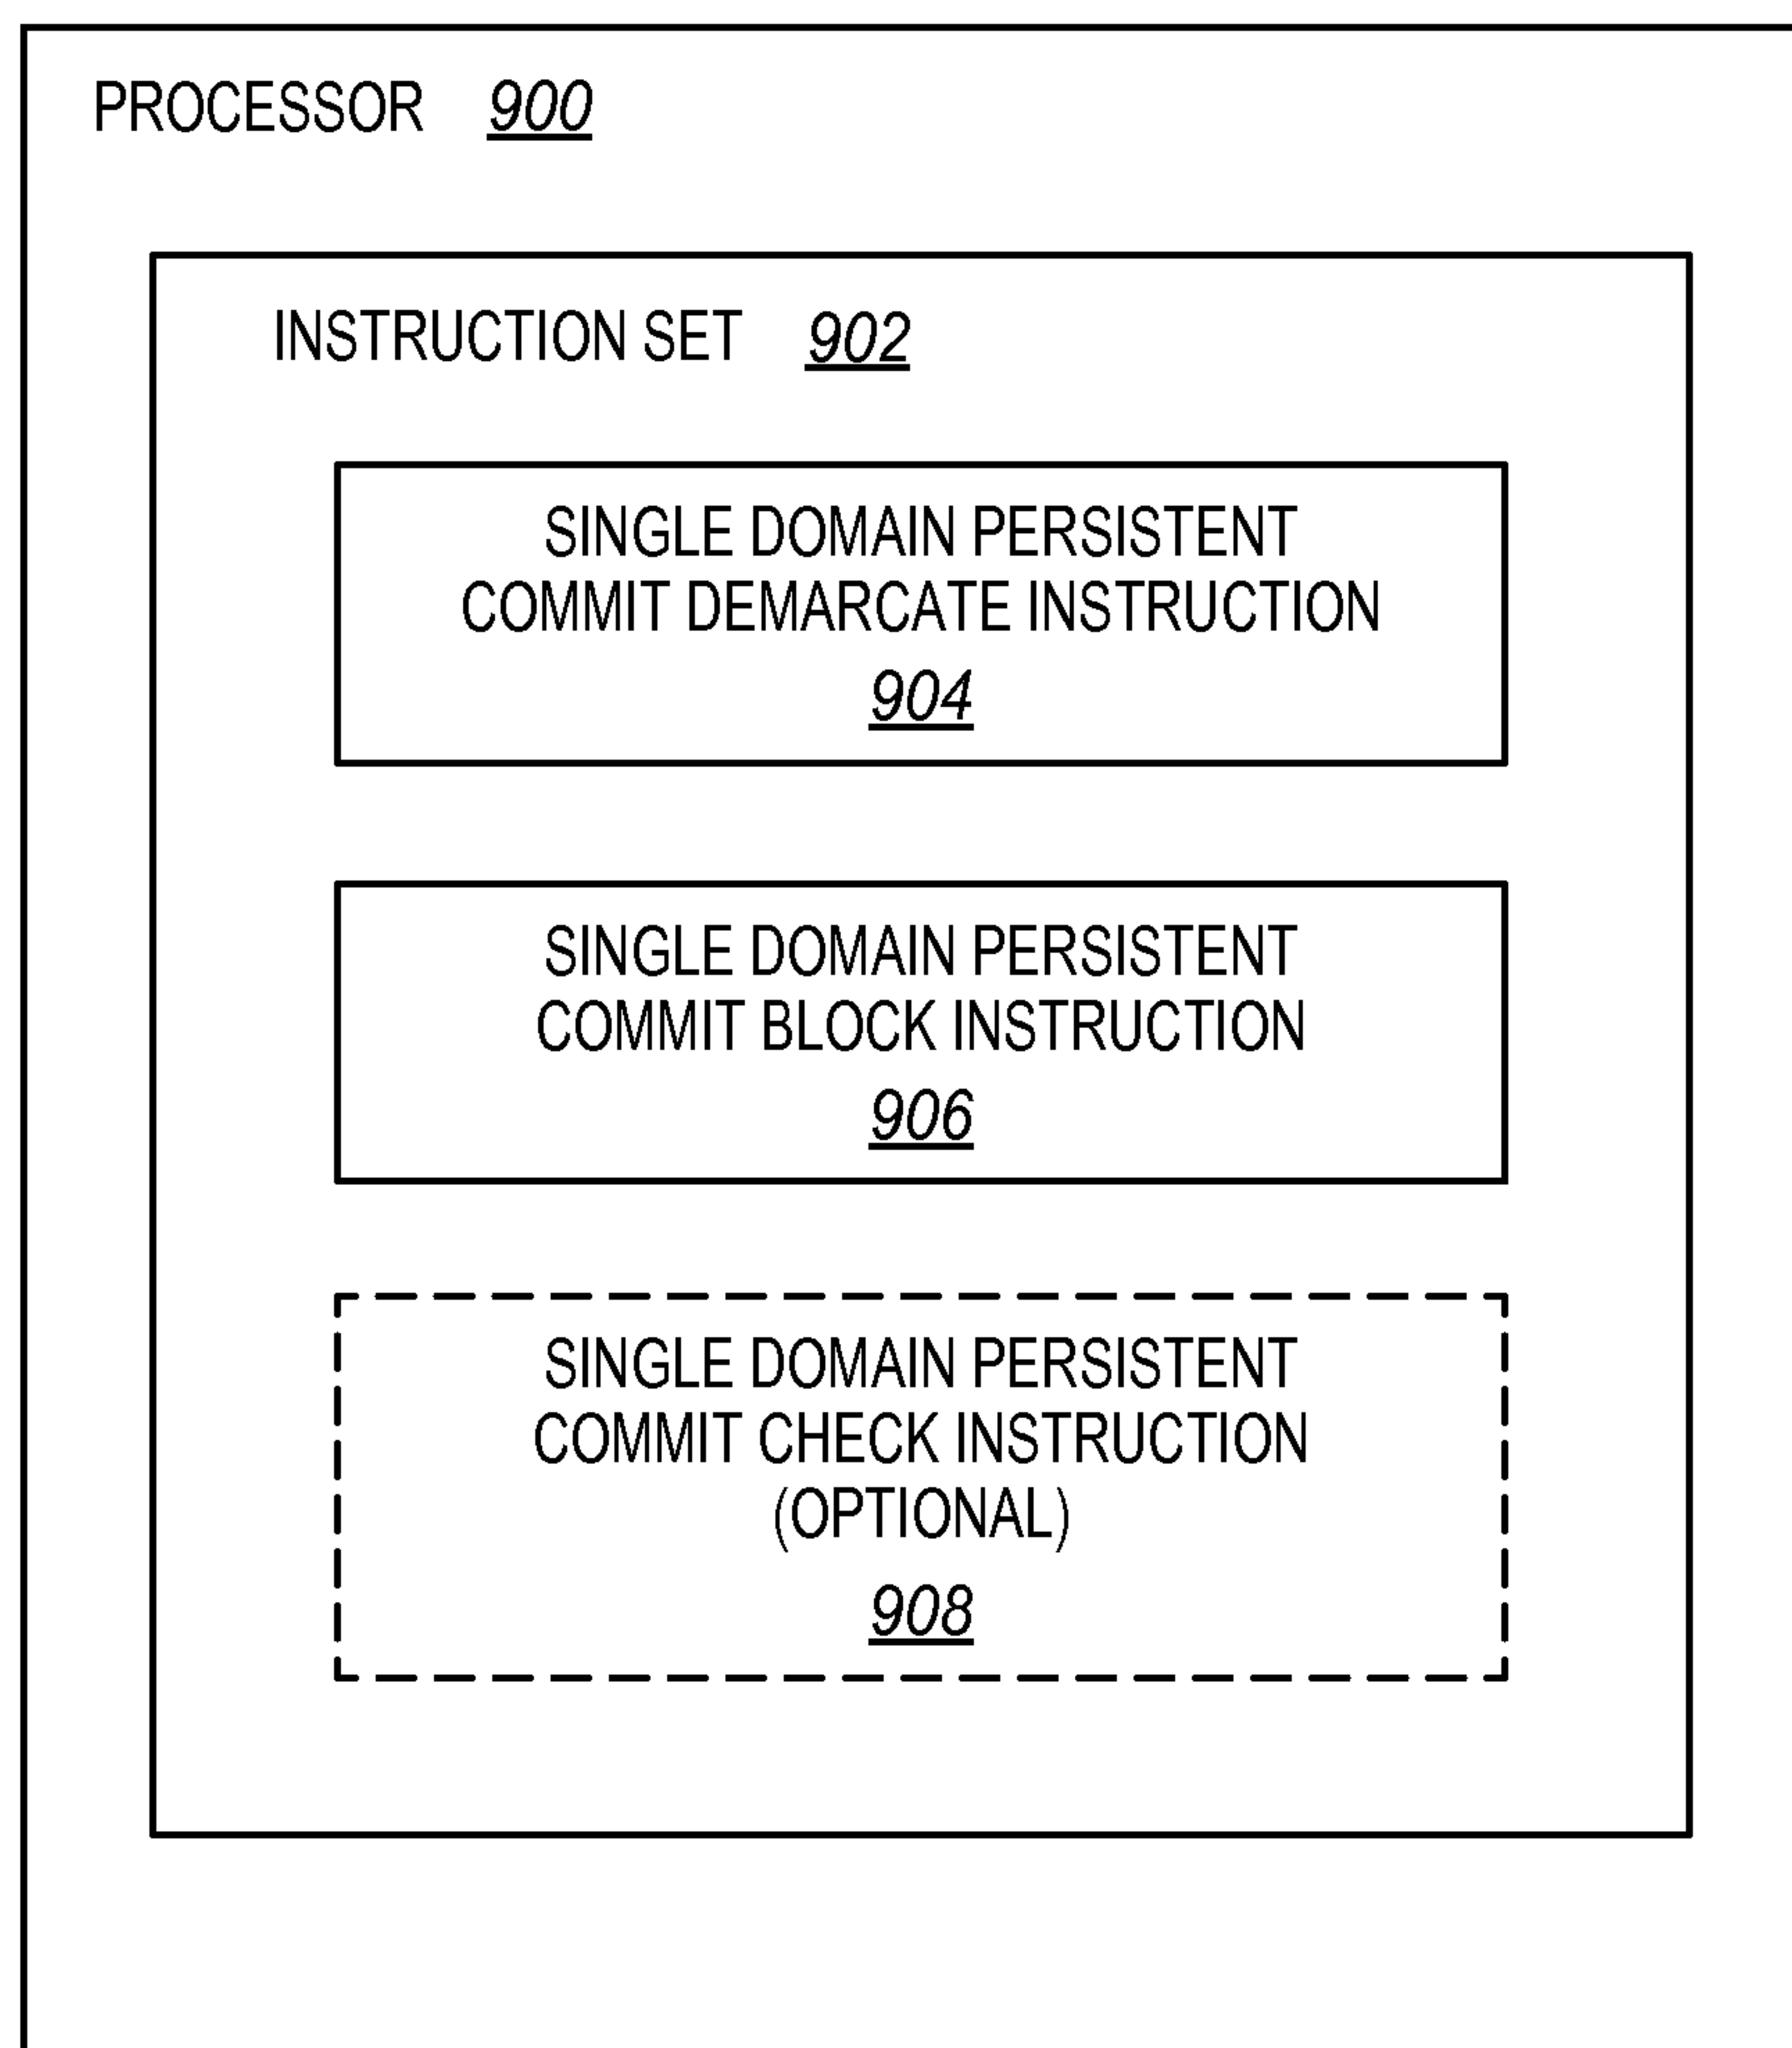 PROCESSOR 900
INSTRUCTION SET 902
SINGLE DOMAIN PERSISTENT
COMMIT DEMARCATE INSTRUCTION
904
SINGLE DOMAIN PERSISTENT
COMMIT BLOCK INSTRUCTION
906
SINGLE DOMAIN PERSISTENT
COMMIT CHECK INSTRUCTION
(OPTIONAL)
908